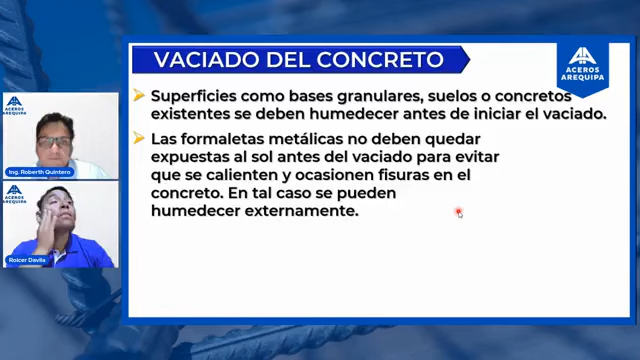 VACIADO DEL CONCRETO
ACEROS
AREQUIPA
Superficies como bases granulares, suelos o concretos
existentes se deben humedecer antes de iniciar el vaciado.
Las formaletas metálicas no deben quedar
expuestas al sol antes del vaciado para evitar
que se calienten y ocasionen fisuras en el
concreto. En tal caso se pueden
humedecer externamente.
ACEROS
AREQUIPA
Ing. Roberth Quintero
ACEROS
AREQUIPA
Roicer Davila